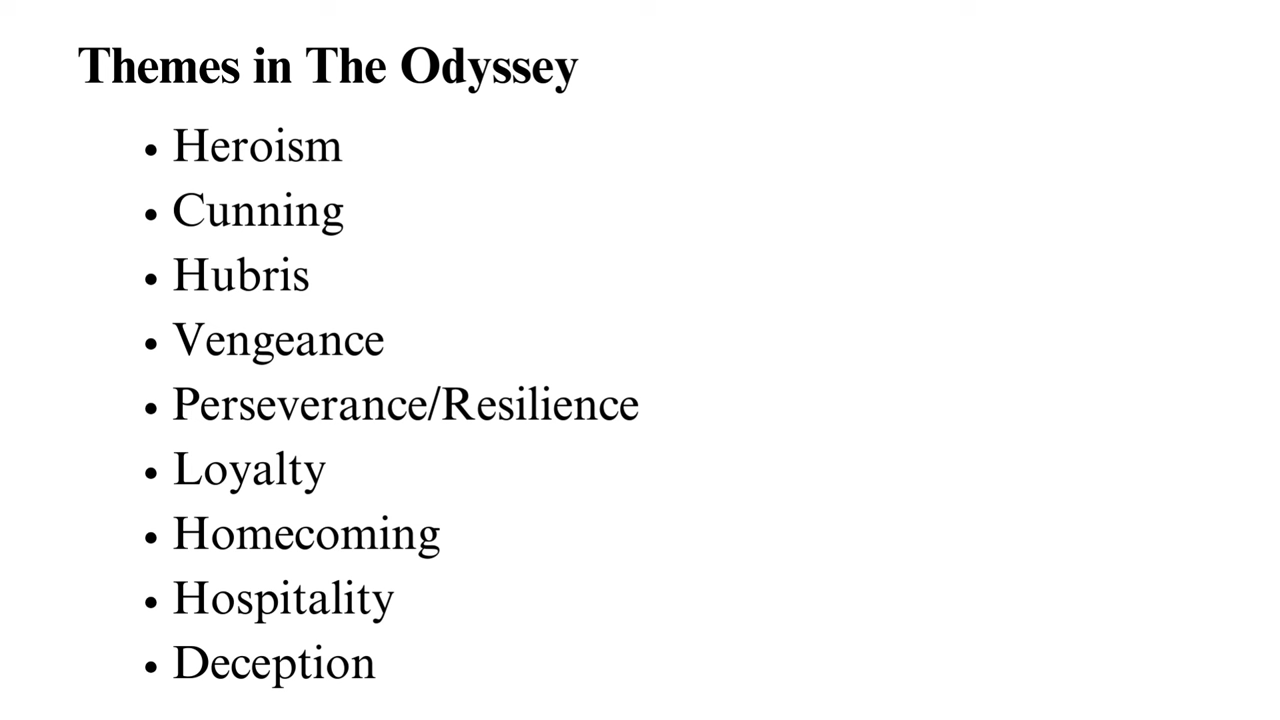 Themes in The Odyssey
• Heroism
• Cunning
• Hubris
• Vengeance
• Perseverance/Resilience
• Loyalty
• Homecoming
• Hospitality
• Deception